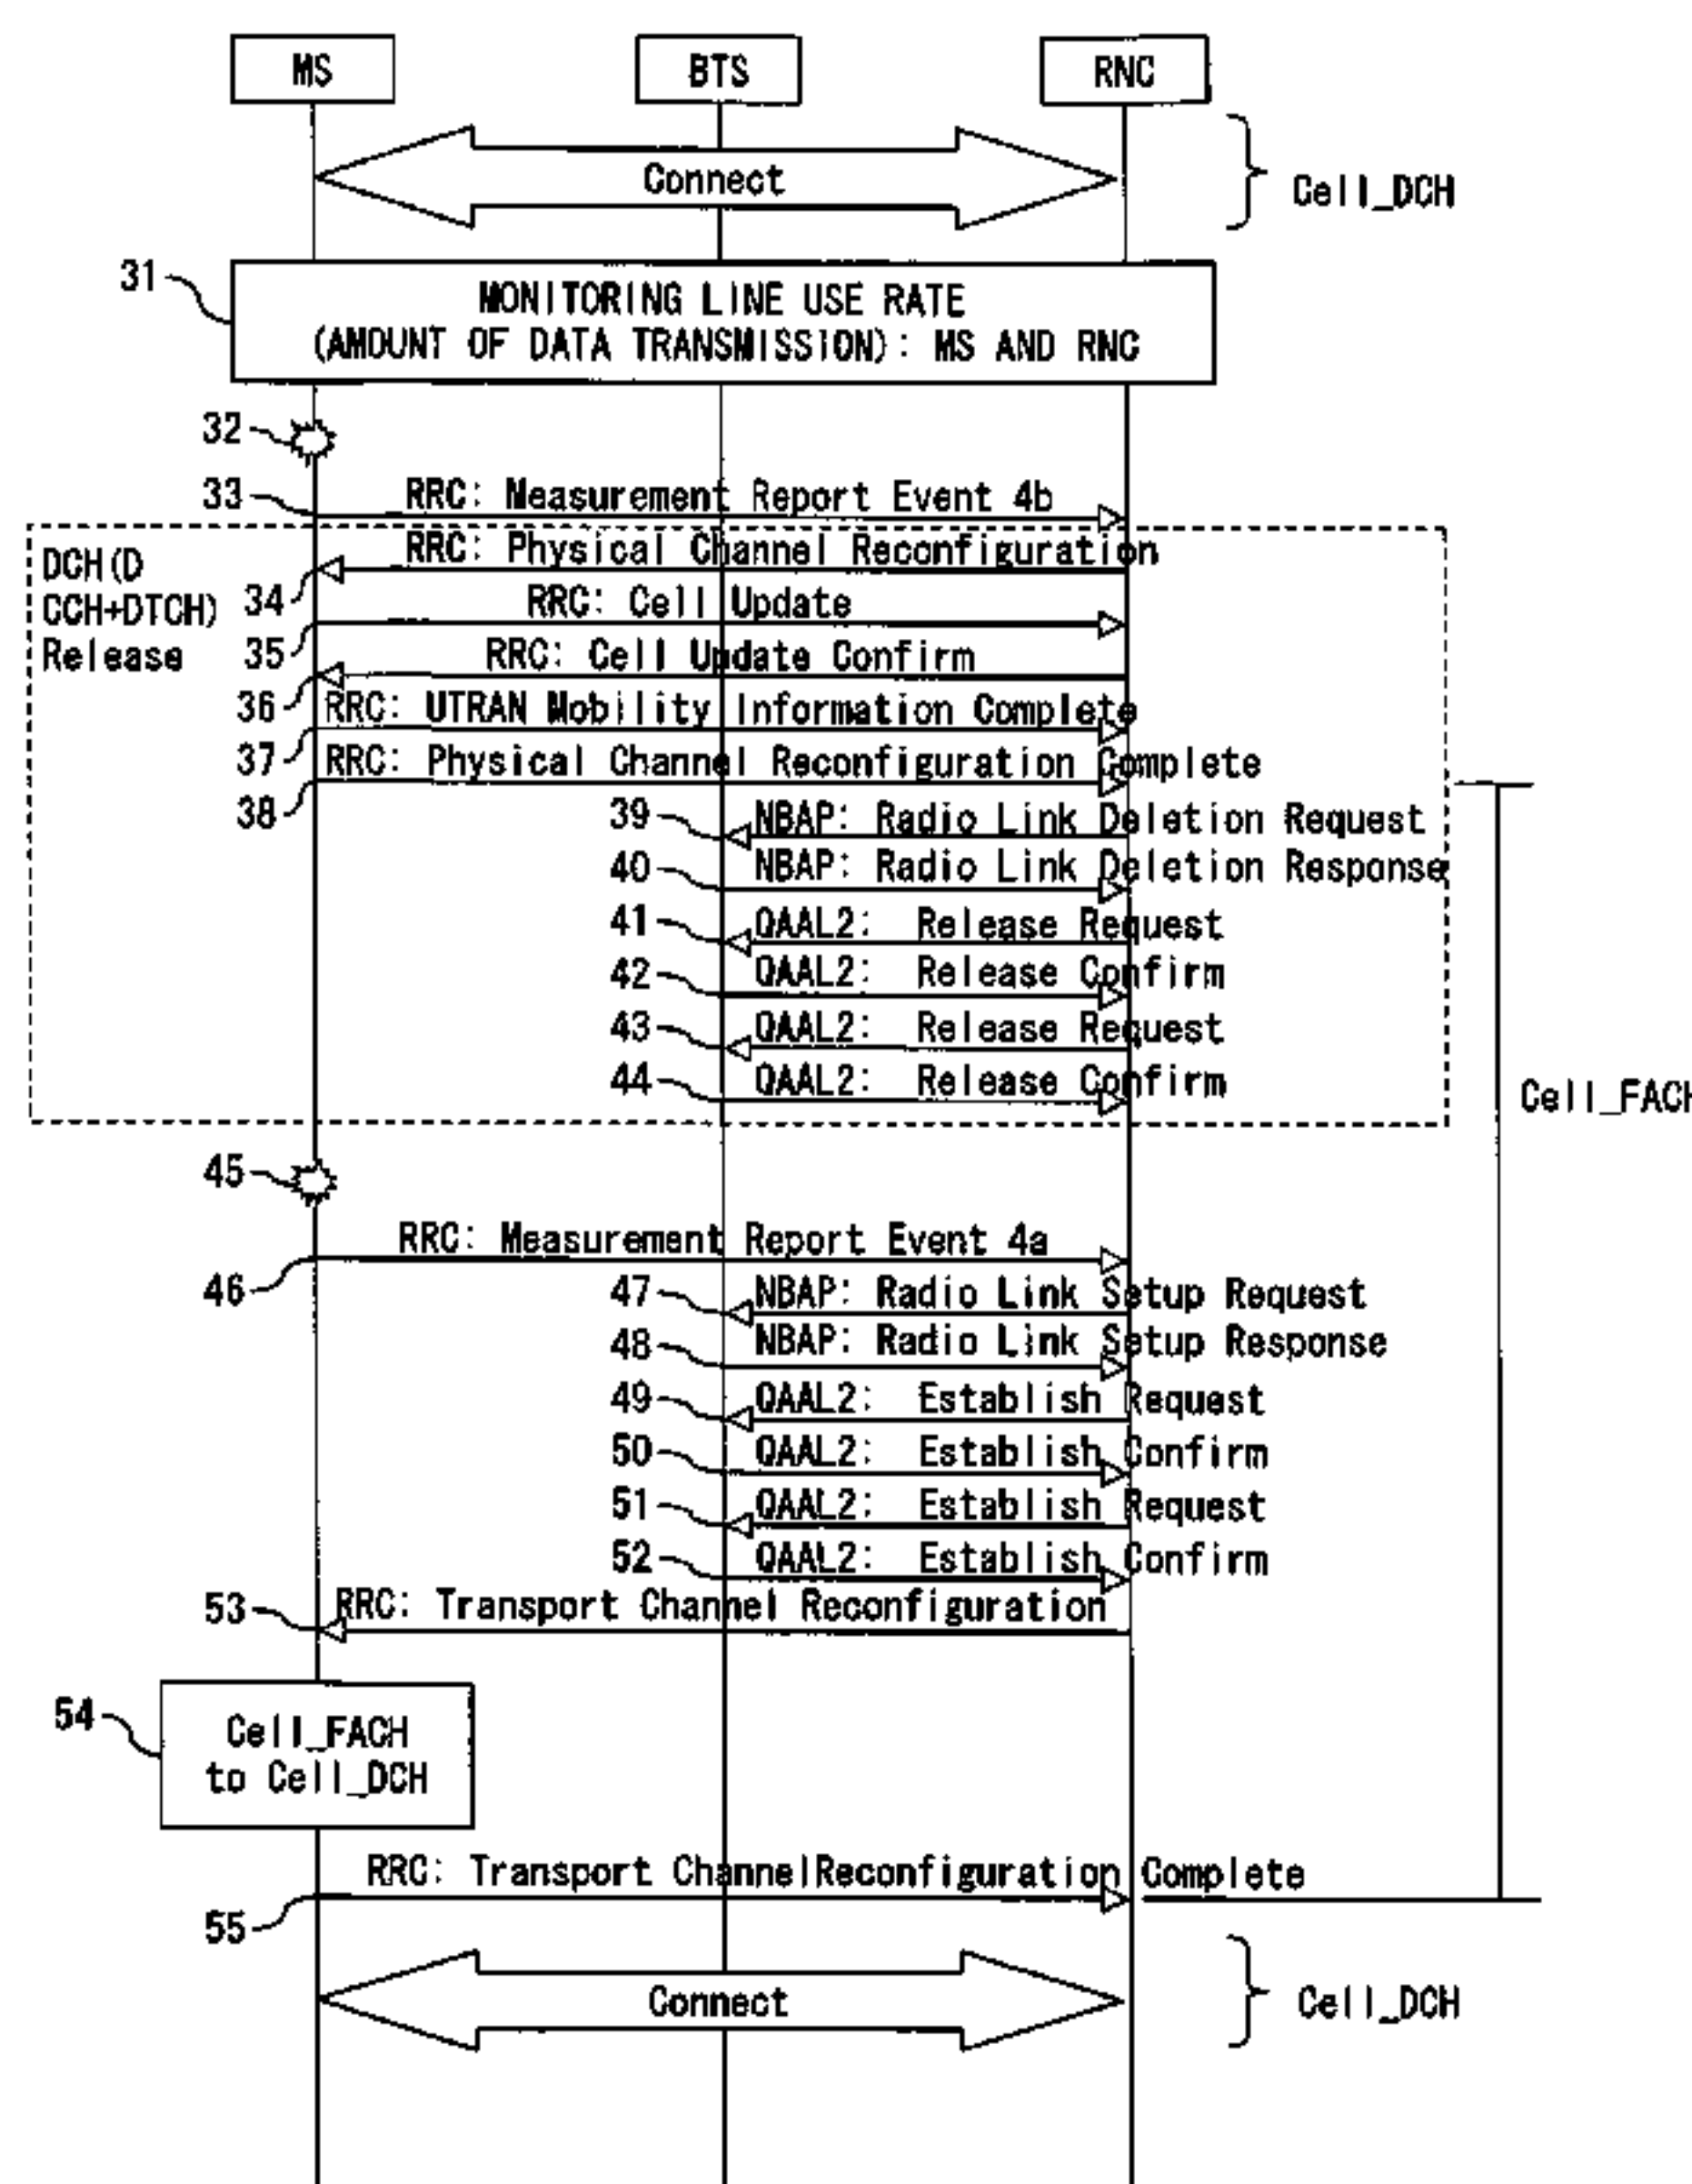 MS
BTS
RNC
Connect
Cell_DCH
31
MONITORING LINE USE RATE
(AMOUNT OF DATA TRANSMISSION): MS AND RNC
32
33
RRC: Measurement Report Event 4b
DCH(D
CCH+DTCH)
Release
RRC: Physical Channel Reconfiguration
34
RRC: Cell Update
35
RRC: Cell Update Confirm
36
RRC: UTRAN Mobility Information Complete
37
RRC: Physical Channel Reconfiguration Complete
38
39
NBAP: Radio Link Deletion Request
40
NBAP: Radio Link Deletion Response
41
QAAL2: Release Request
42
QAAL2: Release Confirm
43
QAAL2: Release Request
44
QAAL2: Release Confirm
Cell_FACH
45
RRC: Measurement Report Event 4a
46
47
NBAP: Radio Link Setup Request
48
NBAP: Radio Link Setup Response
49
QAAL2: Establish Request
50
QAAL2: Establish Confirm
51
QAAL2: Establish Request
52
QAAL2: Establish Confirm
53
RRC: Transport Channel Reconfiguration
54
Cell_FACH
to Cell_DCH
RRC: Transport ChannelReconfiguration Complete
55
Connect
Cell_DCH